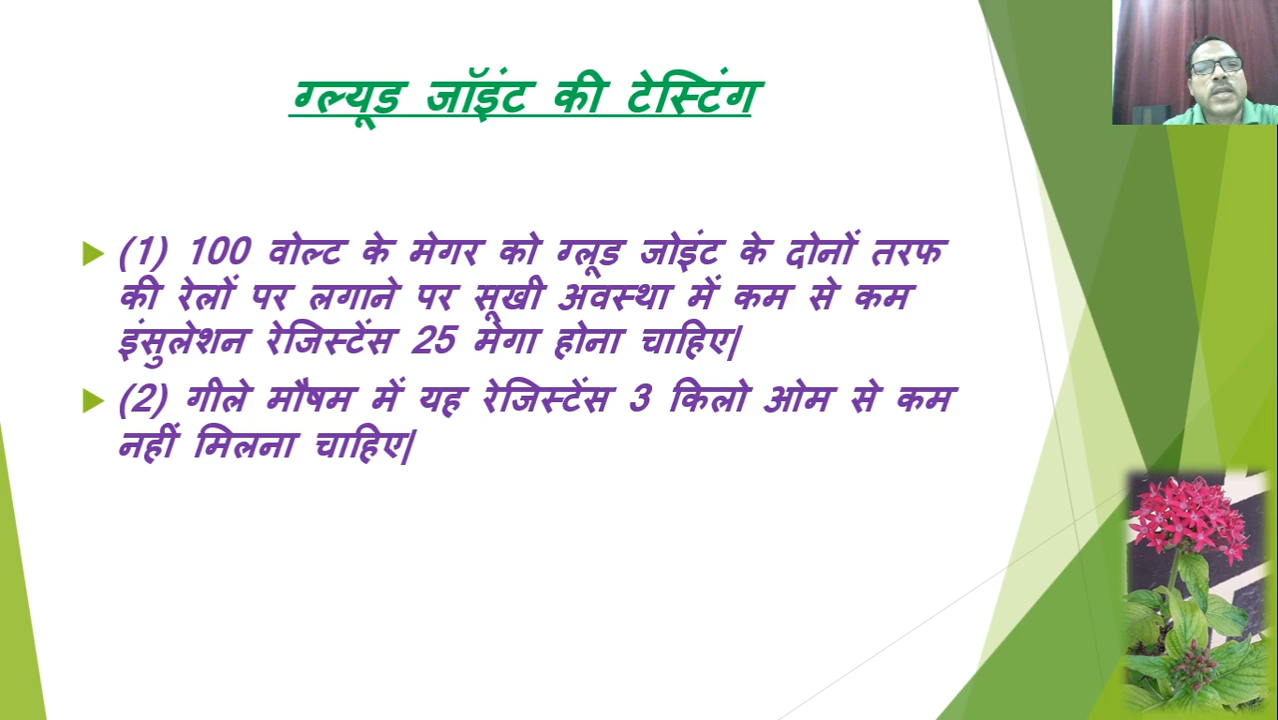 ग्ल्यूड जॉइंट की टेस्टिंग
(1) 100 वोल्ट के मेगर को ग्लूड जोइंट के दोनों तरफ
की रेलों पर लगाने पर सूखी अवस्था में कम से कम
इंसुलेशन रेजिस्टेंस 25 मेगा होना चाहिए|
(2) गीले मौषम में यह रेजिस्टेंस 3 किलो ओम से कम
नहीं मिलना चाहिए|